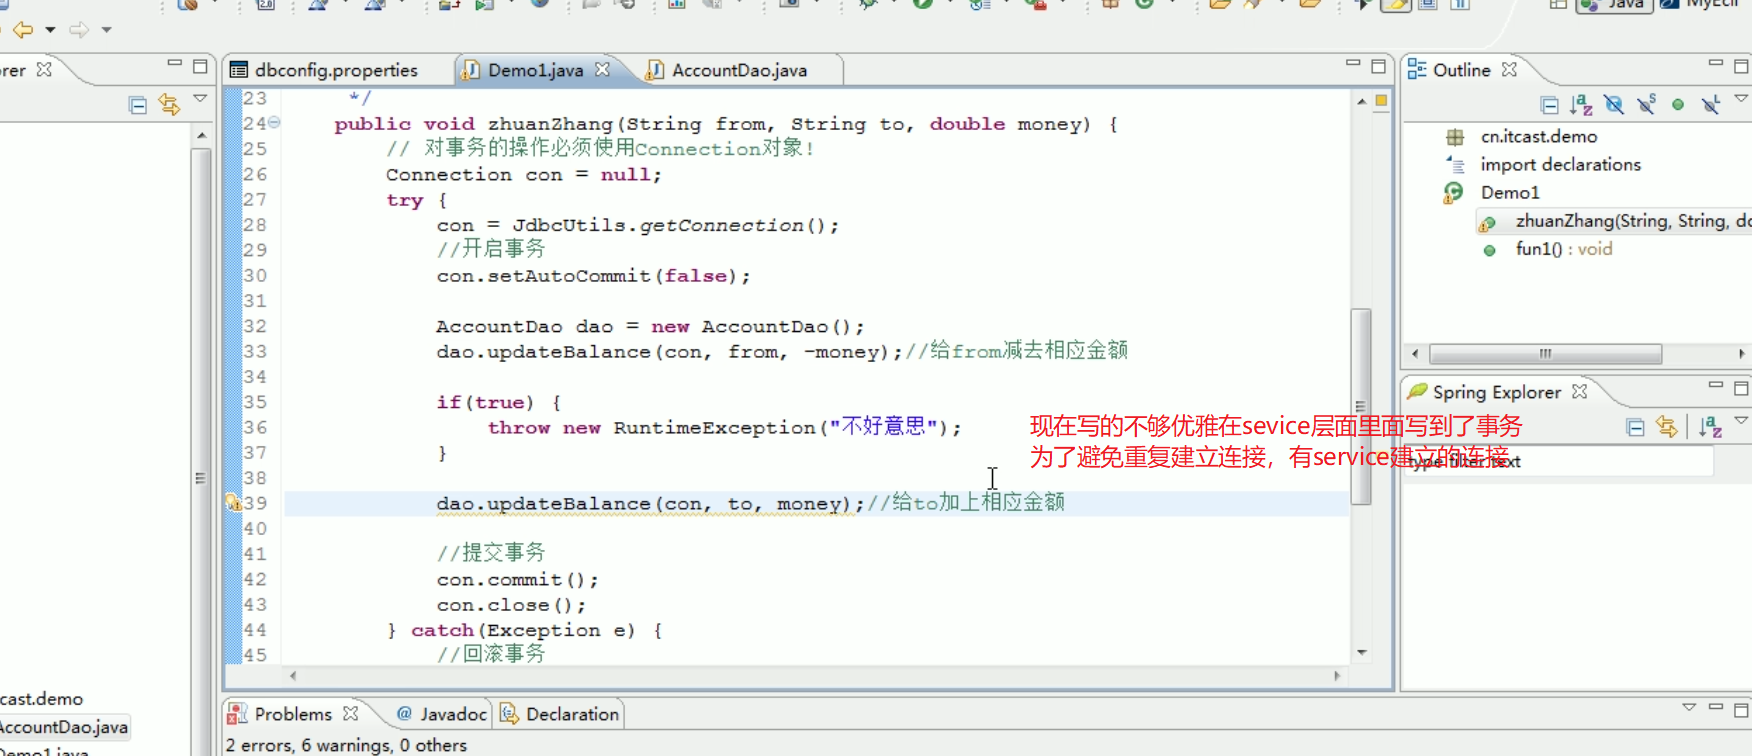 Java
MyEcli
rer
dbconfig.properties
Demo1.java
AccountDao.java
Outline
23 */
24 public void zhuanZhang(String from, String to, double money) {
25 // 对事务的操作必须使用Connection对象!
26 Connection con = null;
27 try {
28 con = JdbcUtils.getConnection();
29 //开启事务
30 con.setAutoCommit(false);
31
32 AccountDao dao = new AccountDao();
33 dao.updateBalance(con, from, -money);//给from减去相应金额
34
35 if(true) {
36 throw new RuntimeException("不好意思");
37 }
38
39 dao.updateBalance(con, to, money);//给to加上相应金额
40
41 //提交事务
42 con.commit();
43 con.close();
44 } catch(Exception e) {
45 //回滚事务
现在写的不够优雅在sevice层面里面写到了事务
为了避免重复建立连接，有service建立的连接
cn.itcast.demo
import declarations
Demo1
zhuanZhang(String, String, do
fun1() : void
Spring Explorer
type filter text
cast.demo
AccountDao.java
Demo1.java
Problems
@ Javadoc
Declaration
2 errors, 6 warnings, 0 others